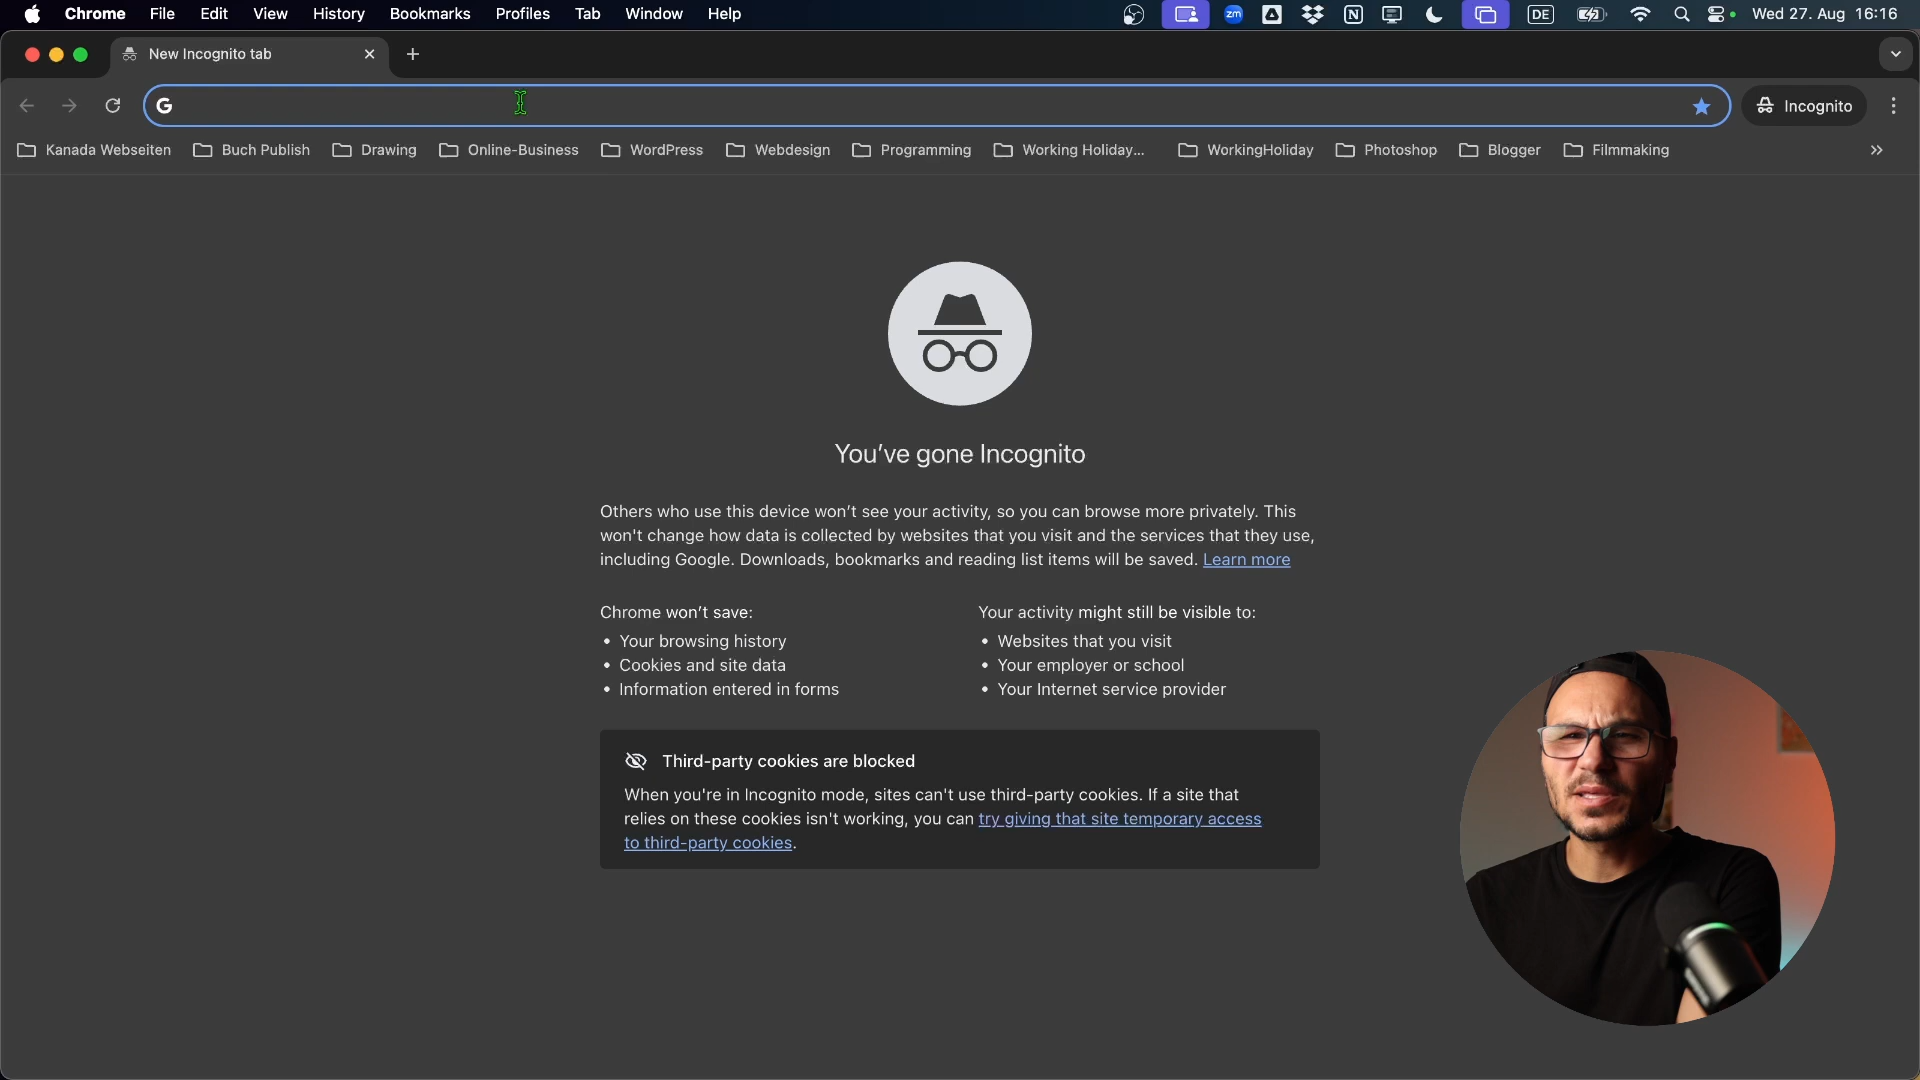 Chrome File Edit View History Bookmarks Profiles Tab Window Help zm DE Wed 27. Aug 16:16
New Incognito tab
Incognito
Kanada Webseiten Buch Publish Drawing Online-Business WordPress Webdesign Programming Working Holiday... WorkingHoliday Photoshop Blogger Filmmaking
You've gone Incognito
Others who use this device won't see your activity, so you can browse more privately. This
won't change how data is collected by websites that you visit and the services that they use,
including Google. Downloads, bookmarks and reading list items will be saved. Learn more
Chrome won't save:
• Your browsing history
• Cookies and site data
• Information entered in forms
Your activity might still be visible to:
• Websites that you visit
• Your employer or school
• Your Internet service provider
Third-party cookies are blocked
When you're in Incognito mode, sites can't use third-party cookies. If a site that
relies on these cookies isn't working, you can try giving that site temporary access
to third-party cookies.